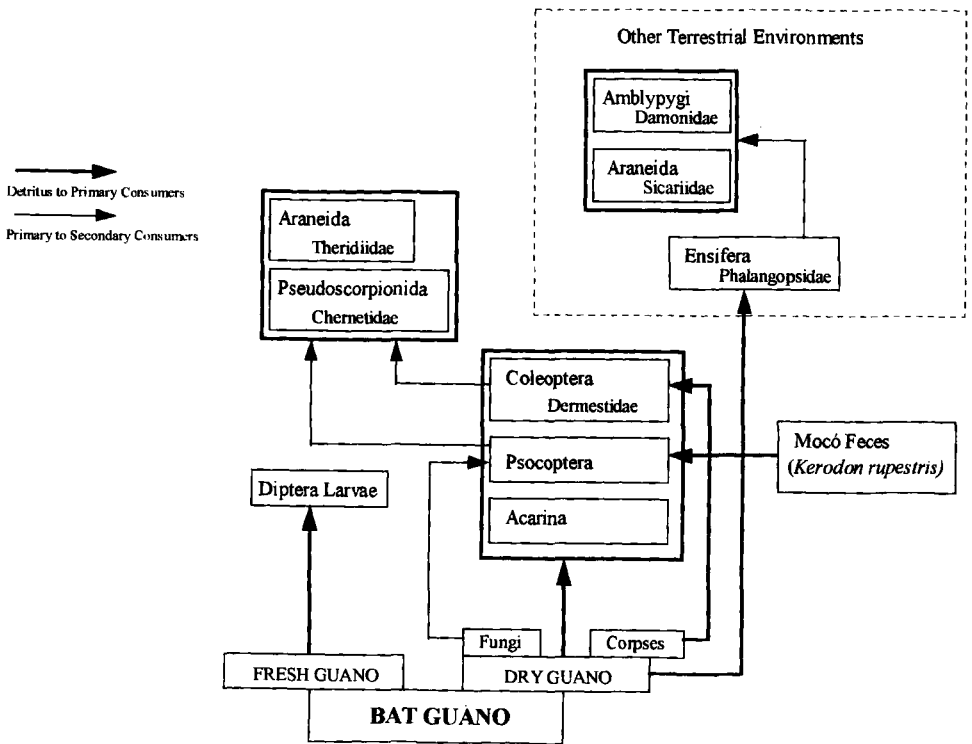 Other Terrestrial Environments
Amblypygi
Damonidae
Araneida
Sicariidae
Detritus to Primary Consumers
Primary to Secondary Consumers
Araneida
Theridiidae
Pseudoscorpionida
Chernetidae
Ensifera
Phalangopsidae
Coleoptera
Dermestidae
Psocoptera
Acarina
Mocó Feces
(Kerodon rupestris)
Diptera Larvae
Fungi
Corpses
FRESH GUANO
DRY GUANO
BAT GUANO